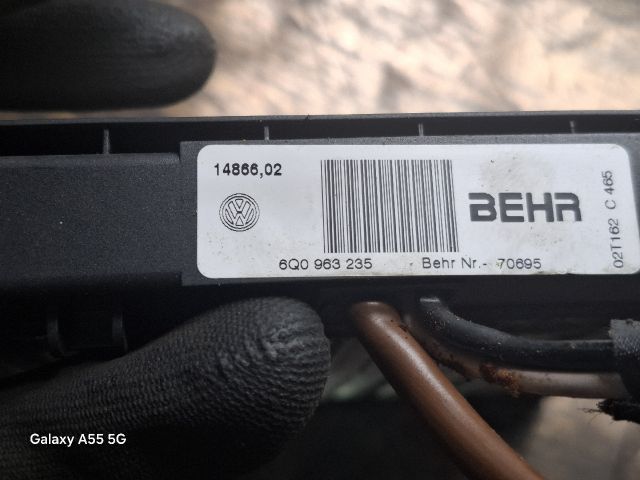 14866,02
BEHR
6Q0 963 235 - Behr Nr.- 70695
02T162 C 465
Galaxy A55 5G